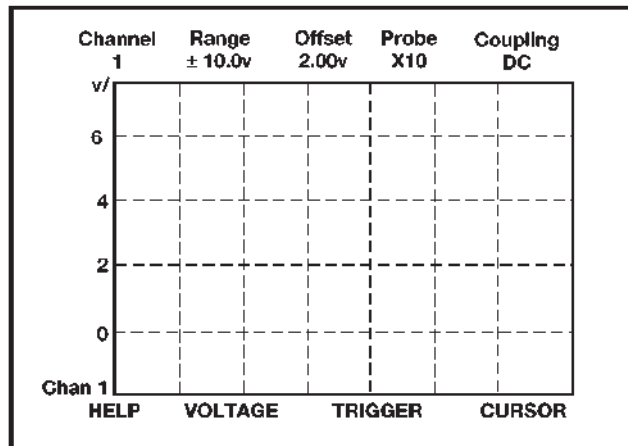 Channel Range Offset Probe Coupling
1 ± 10.0v 2.00v X10 DC
v/
6
4
2
0
Chan 1
HELP VOLTAGE TRIGGER CURSOR